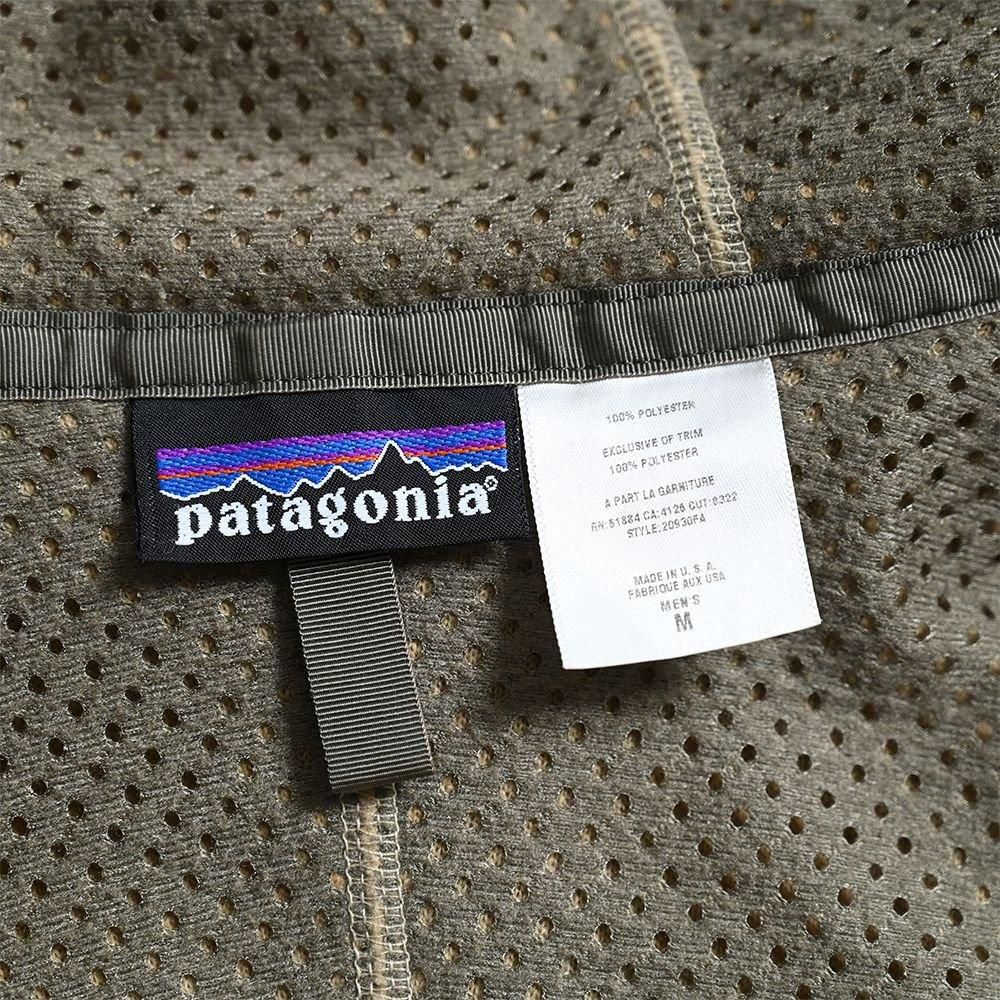 patagonia®
100% POLYESTER
EXCLUSIVE OF TRIM
100% POLYESTER
A PART LA GARNITURE
RN:51884 CA:4126 CUT:8322
STYLE:20930FA
MADE IN U. S. A.
FABRIQUE AUX USA
MEN'S
M